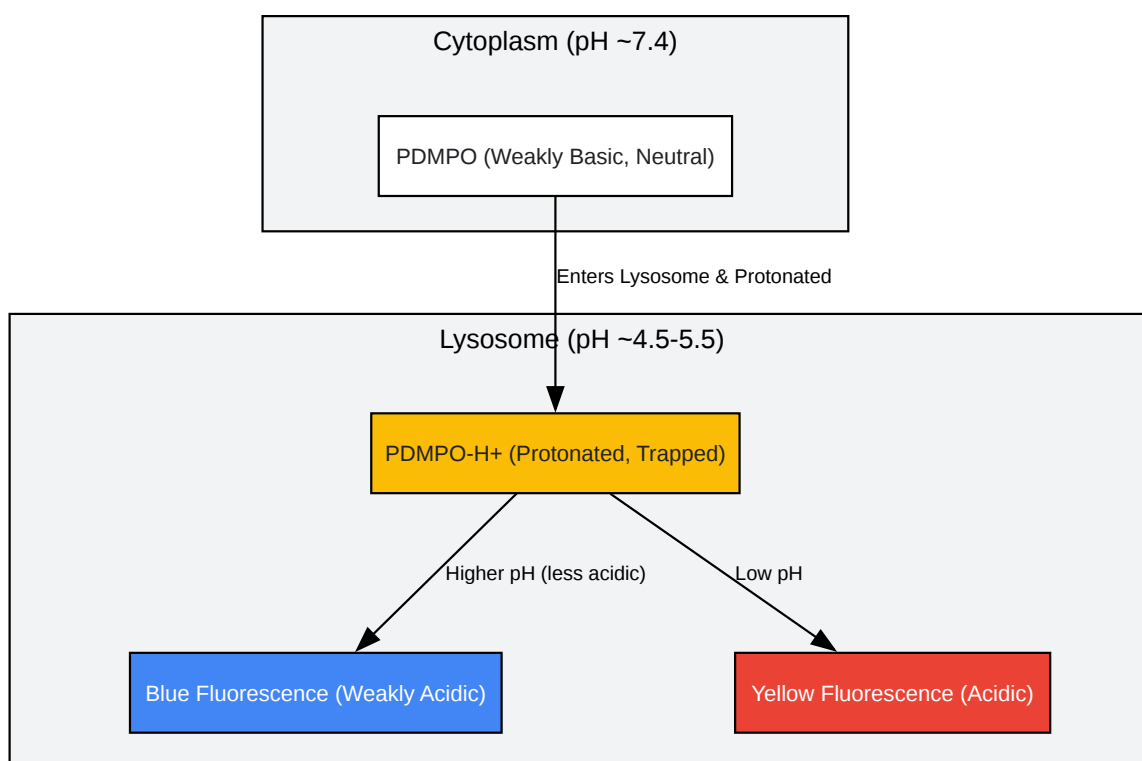 Cytoplasm (pH ~7.4)
PDMPO (Weakly Basic, Neutral)
Enters Lysosome & Protonated
Lysosome (pH ~4.5-5.5)
PDMPO-H+ (Protonated, Trapped)
Higher pH (less acidic)
Low pH
Blue Fluorescence (Weakly Acidic)
Yellow Fluorescence (Acidic)